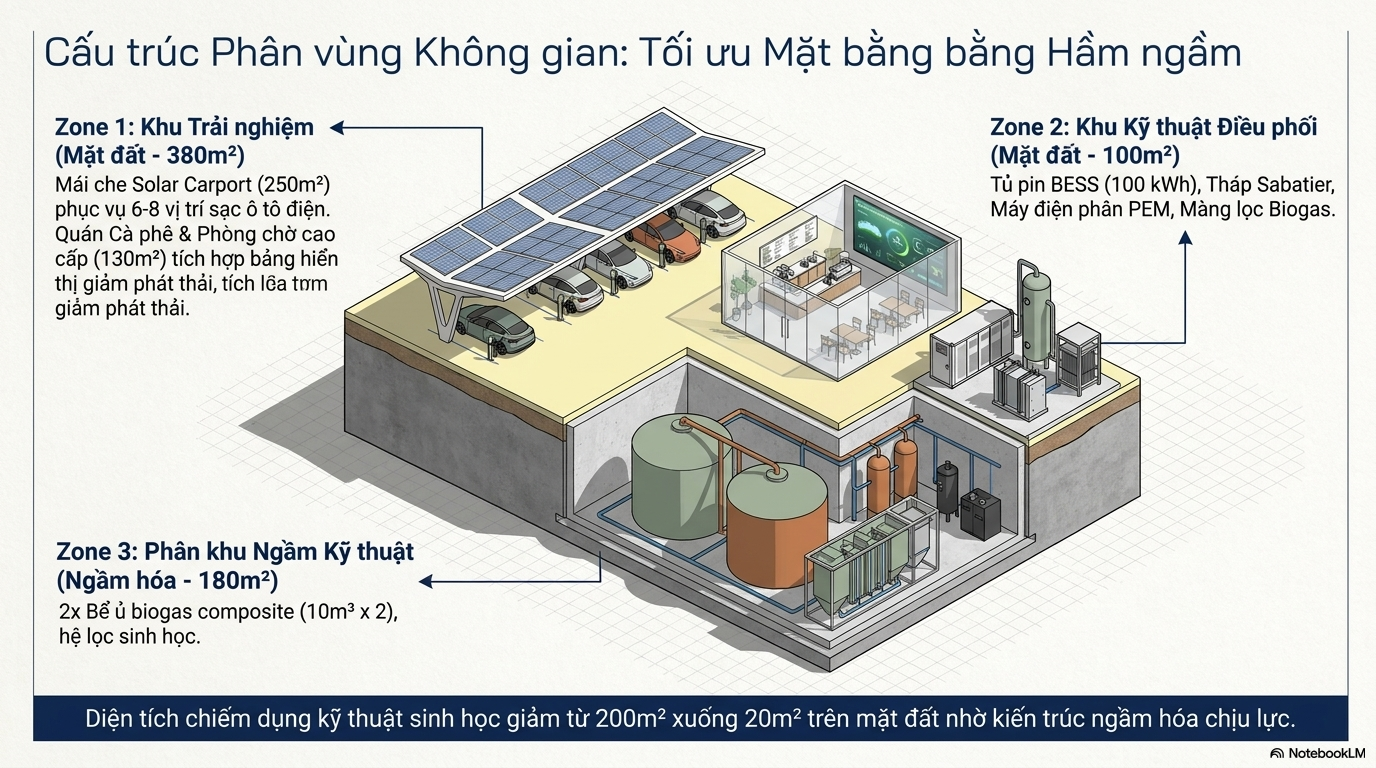 Cấu trúc Phân vùng Không gian: Tối ưu Mặt bằng bằng Hầm ngầm
Zone 1: Khu Trải nghiệm
(Mặt đất - 380m²)
Mái che Solar Carport (250m²)
phục vụ 6-8 vị trí sạc ô tô điện.
Quán Cà phê & Phòng chờ cao
cấp (130m²) tích hợp bảng hiển
thị giảm phát thải, tích
giảm phát thải.
Zone 2: Khu Kỹ thuật Điều phối
(Mặt đất - 100m²)
Tủ pin BESS (100 kWh), Tháp Sabatier,
Máy điện phân PEM, Màng lọc Biogas.
Zone 3: Phân khu Ngầm Kỹ thuật
(Ngầm hóa - 180m²)
2x Bể ủ biogas composite (10m³ x 2),
hệ lọc sinh học.
Diện tích chiếm dụng kỹ thuật sinh học giảm từ 200m² xuống 20m² trên mặt đất nhờ kiến trúc ngầm hóa chịu lực.
NotebookLM